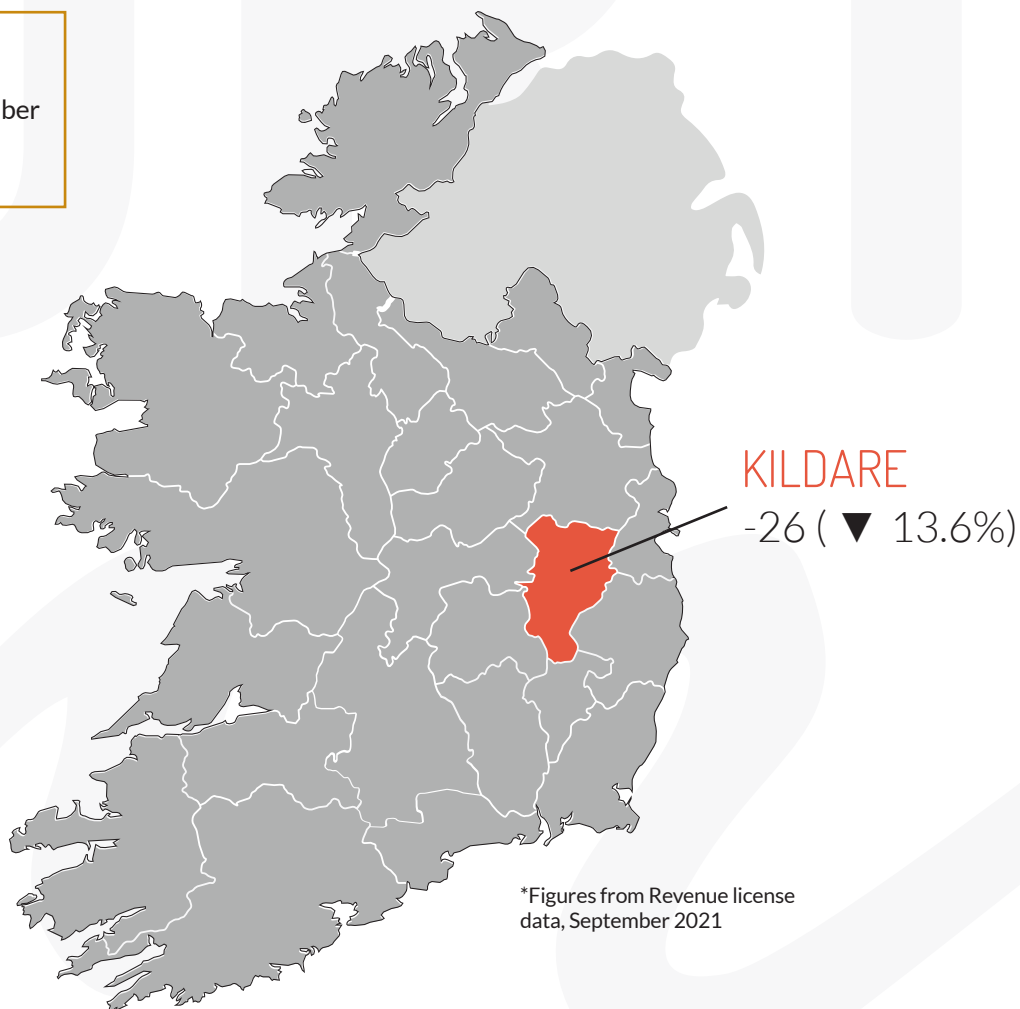 ber
KILDARE
-26 ( ▼ 13.6%)
*Figures from Revenue license
data, September 2021